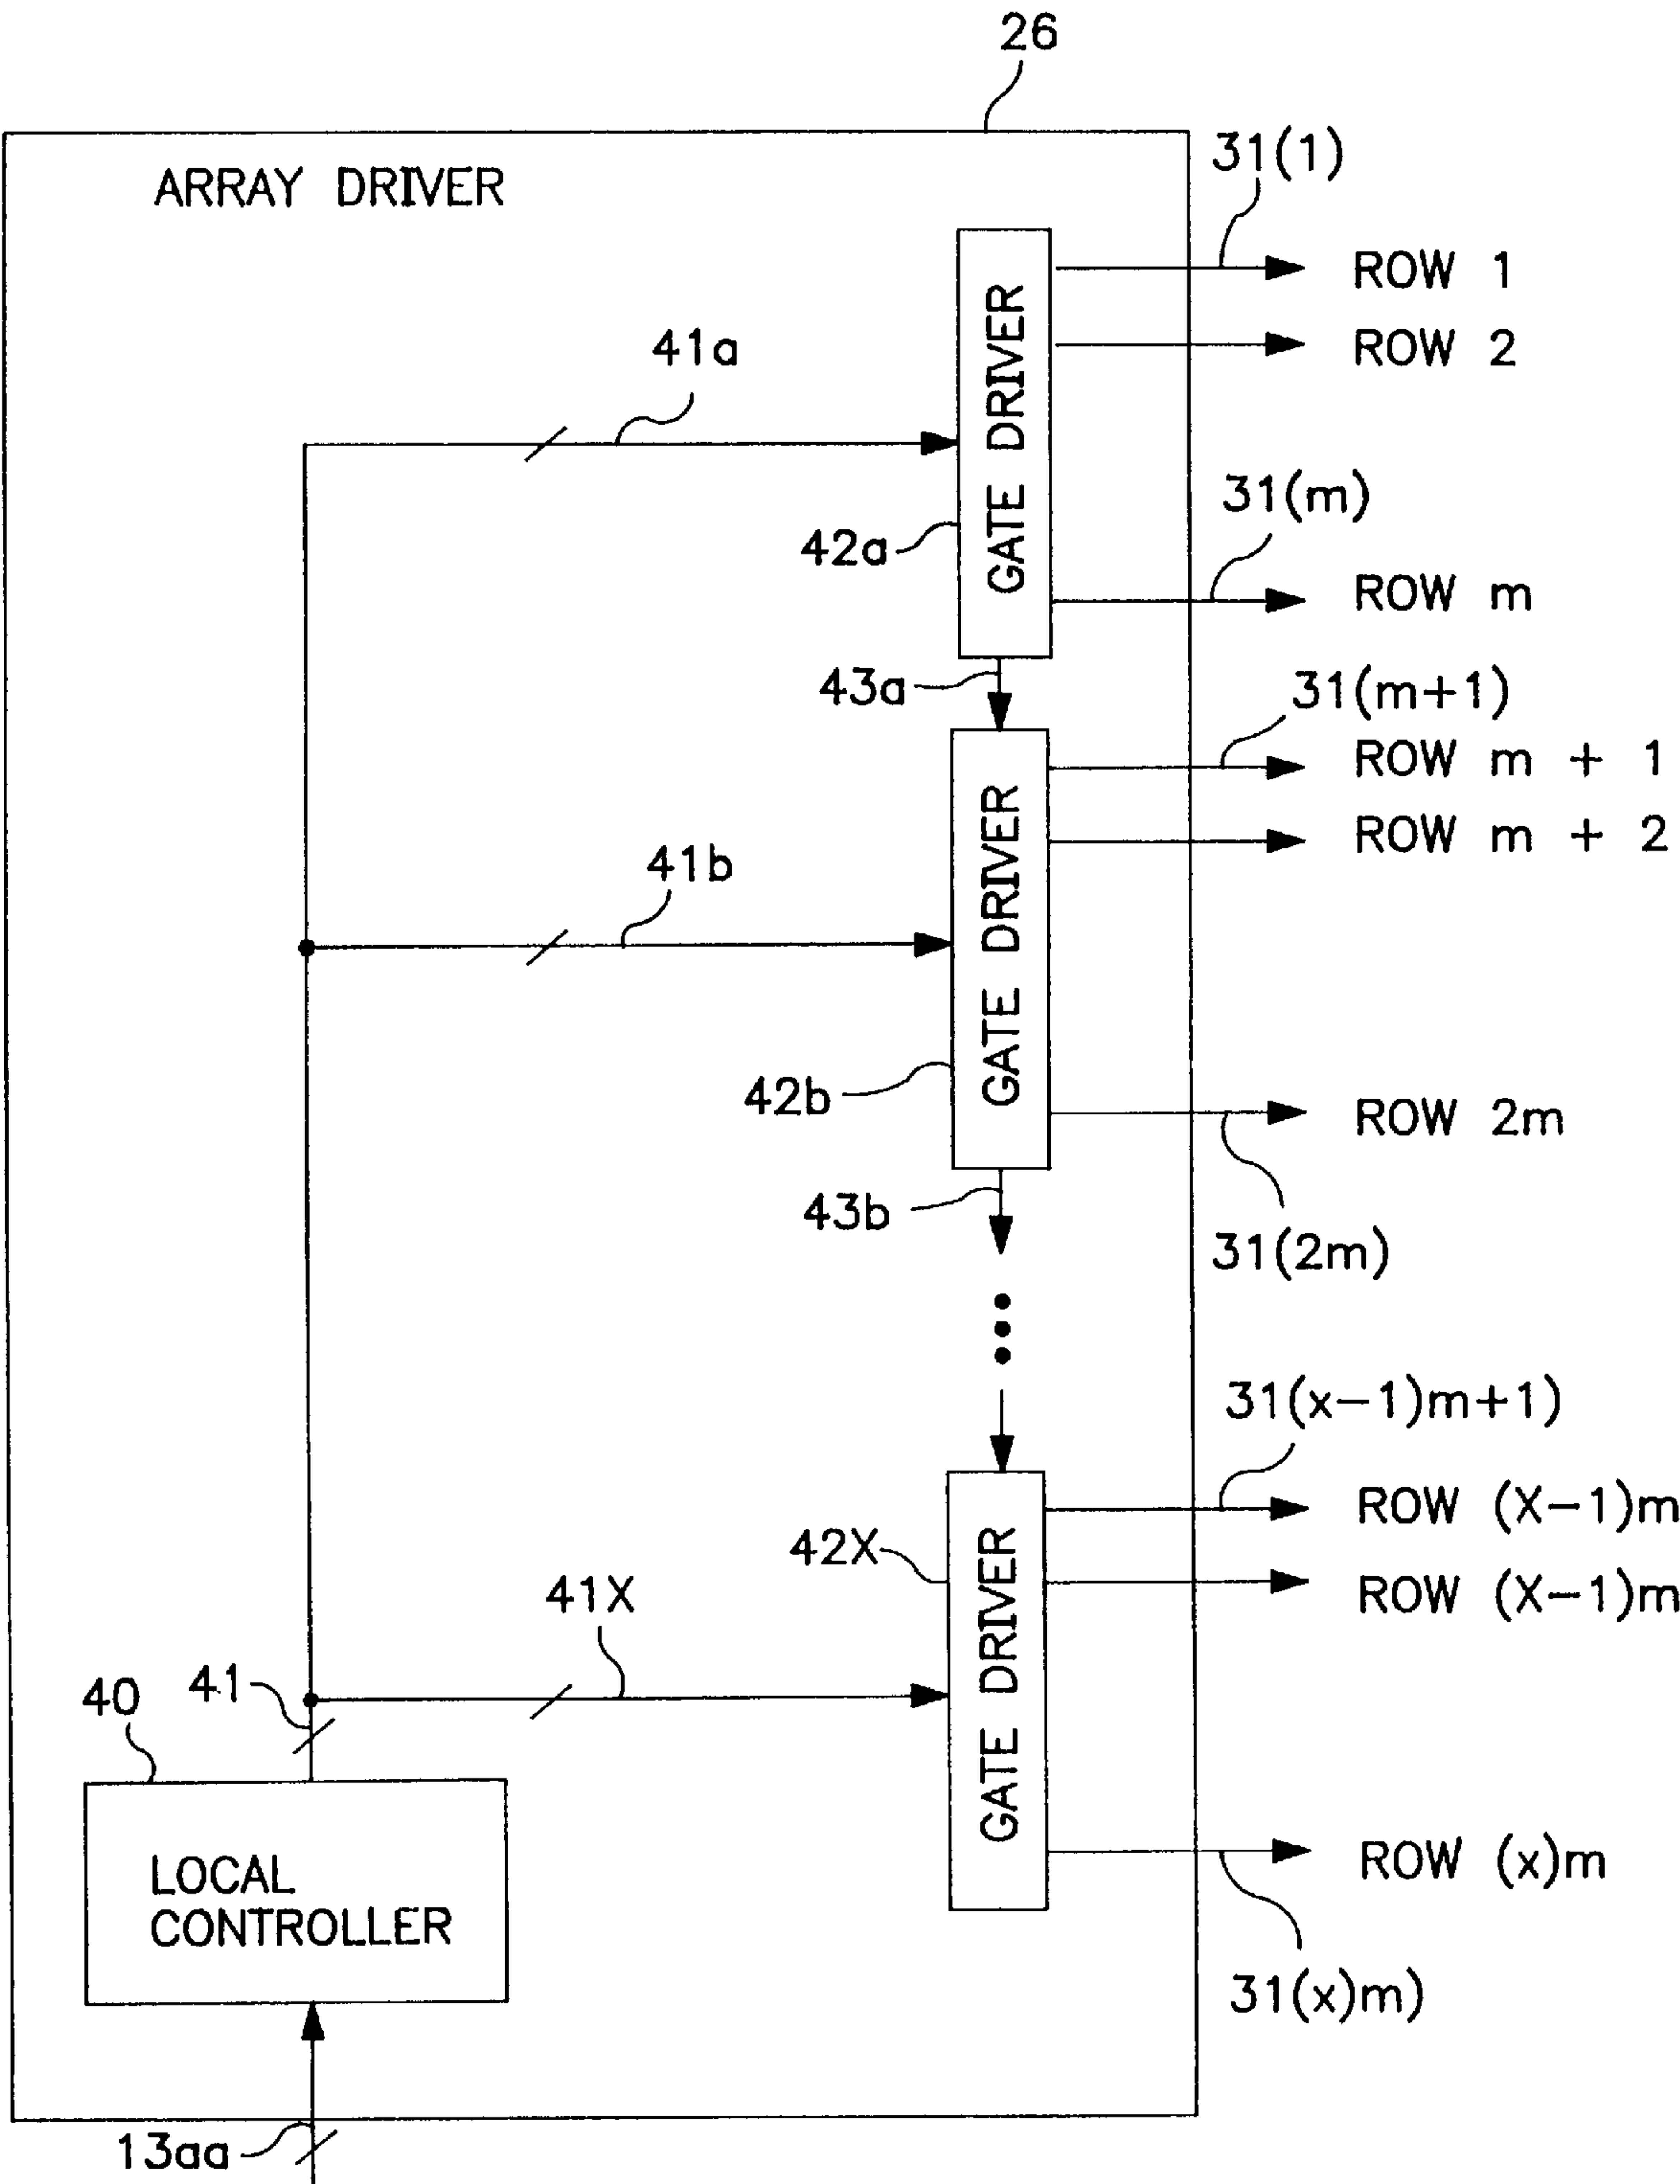 26
ARRAY DRIVER
31(1)
ROW 1
ROW 2
41a
GATE DRIVER
42a
31(m)
ROW m
43a
31(m+1)
ROW m + 1
ROW m + 2
41b
GATE DRIVER
42b
ROW 2m
43b
31(2m)
31(x-1)m+1)
ROW (X-1)m
42X
GATE DRIVER
ROW (X-1)m
41X
40
41
LOCAL
CONTROLLER
ROW (x)m
31(x)m)
13aa